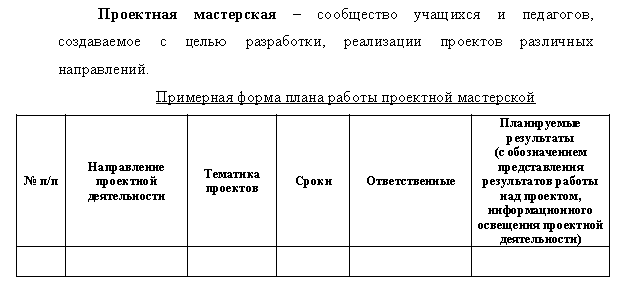 Проектная мастерская – сообщество учащихся и педагогов,
создаваемое с целью разработки, реализации проектов различных
направлений.
Примерная форма плана работы проектной мастерской
№ п/п
Направление
проектной
деятельности
Тематика
проектов
Сроки
Ответственные
Планируемые
результаты
(с обозначением
представления
результатов работы
над проектом,
информационного
освещения проектной
деятельности)